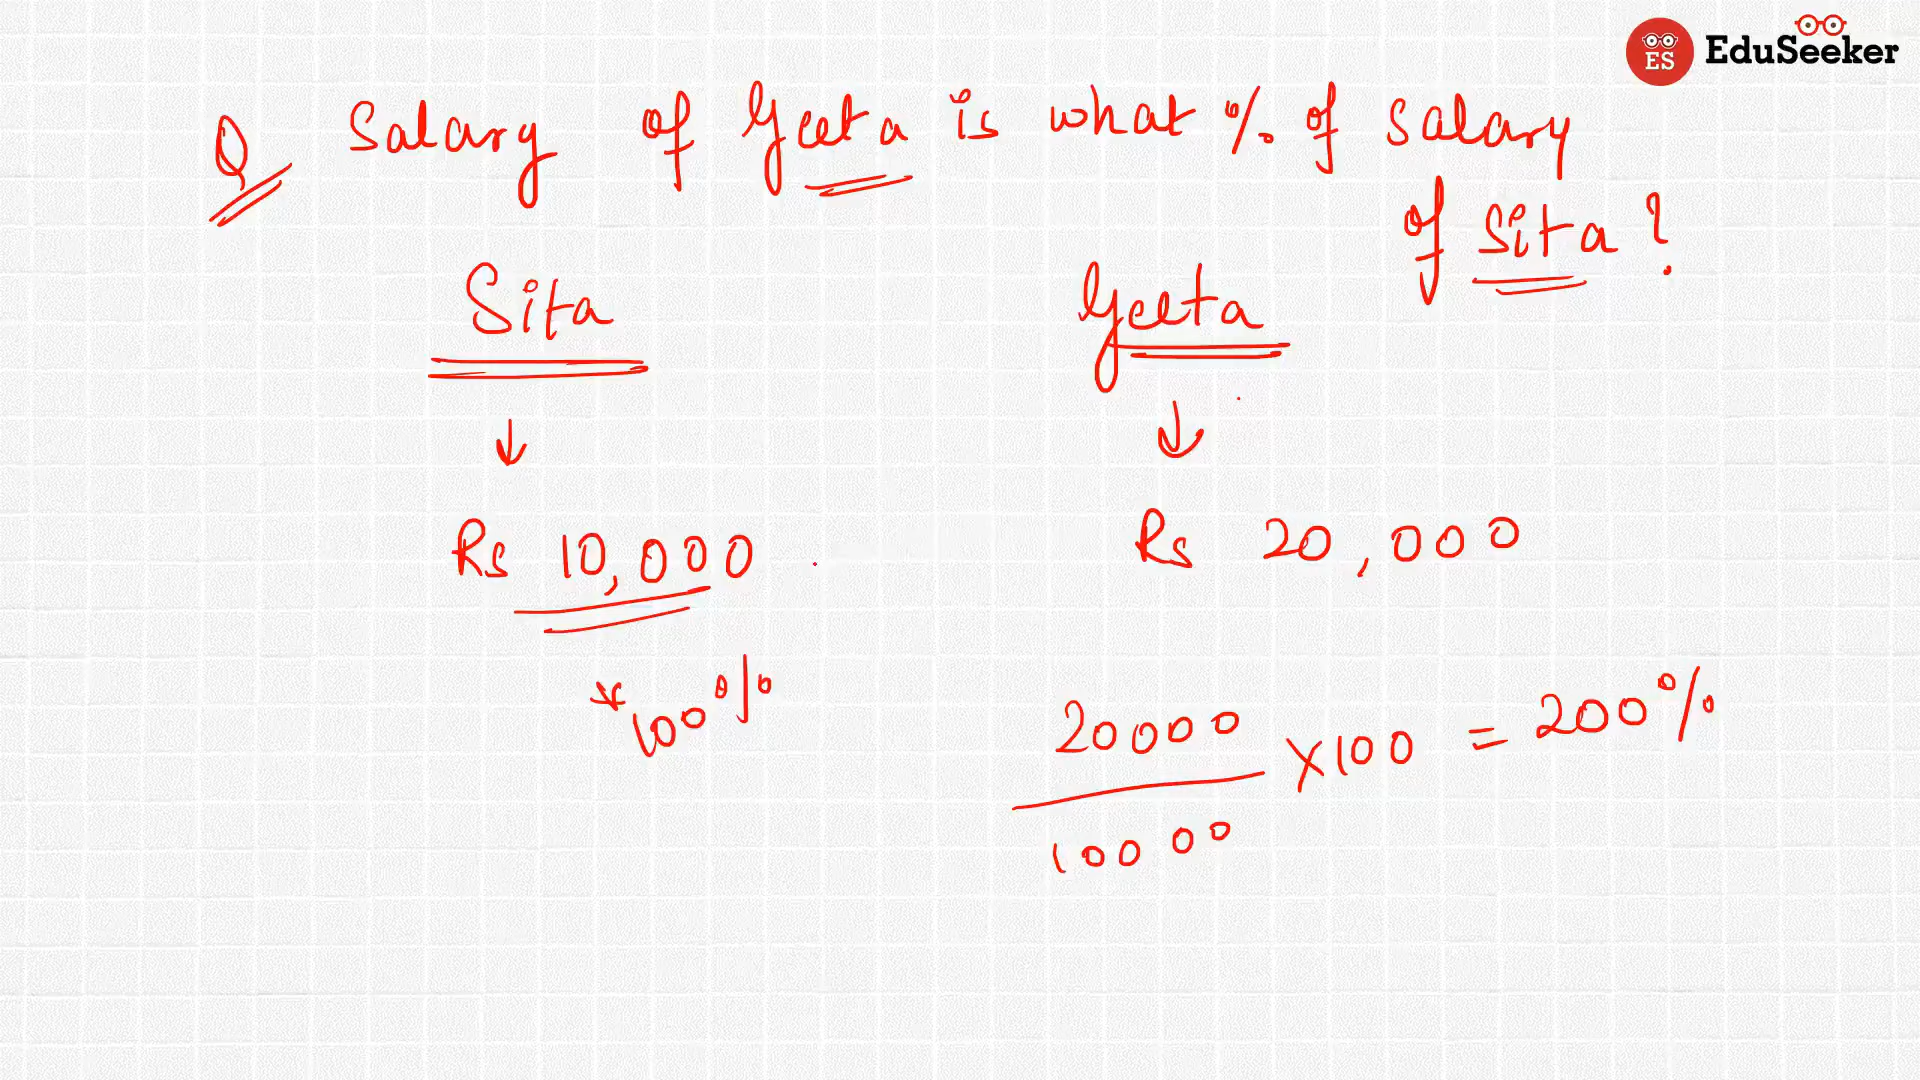 ES EduSeeker
Q Salary of Geeta is what % of salary
of Sita?
Sita Geeta
↓ ↓
Rs 10,000 Rs 20,000
100%
20000
× 100 = 200%
10000